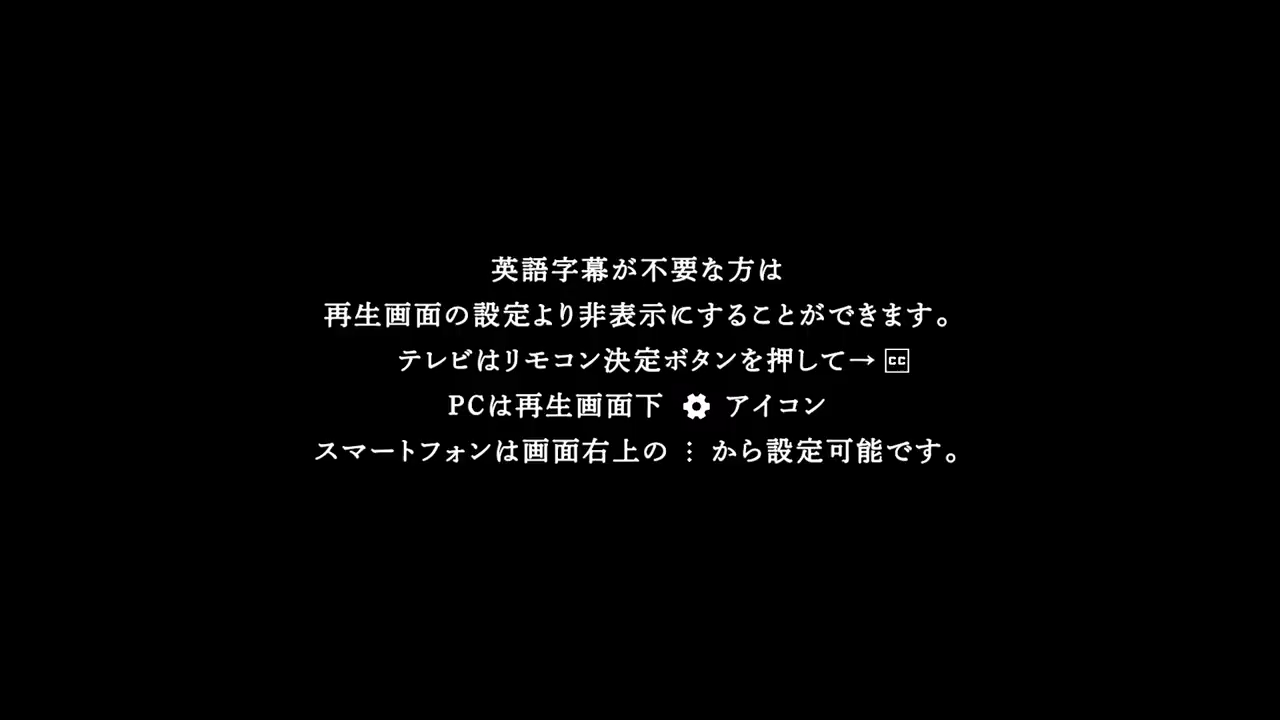 英語字幕が不要な方は
再生画面の設定より非表示にすることができます。
テレビはリモコン決定ボタンを押して→ CC
PCは再生画面下 ⚙ アイコン
スマートフォンは画面右上の ⋮ から設定可能です。